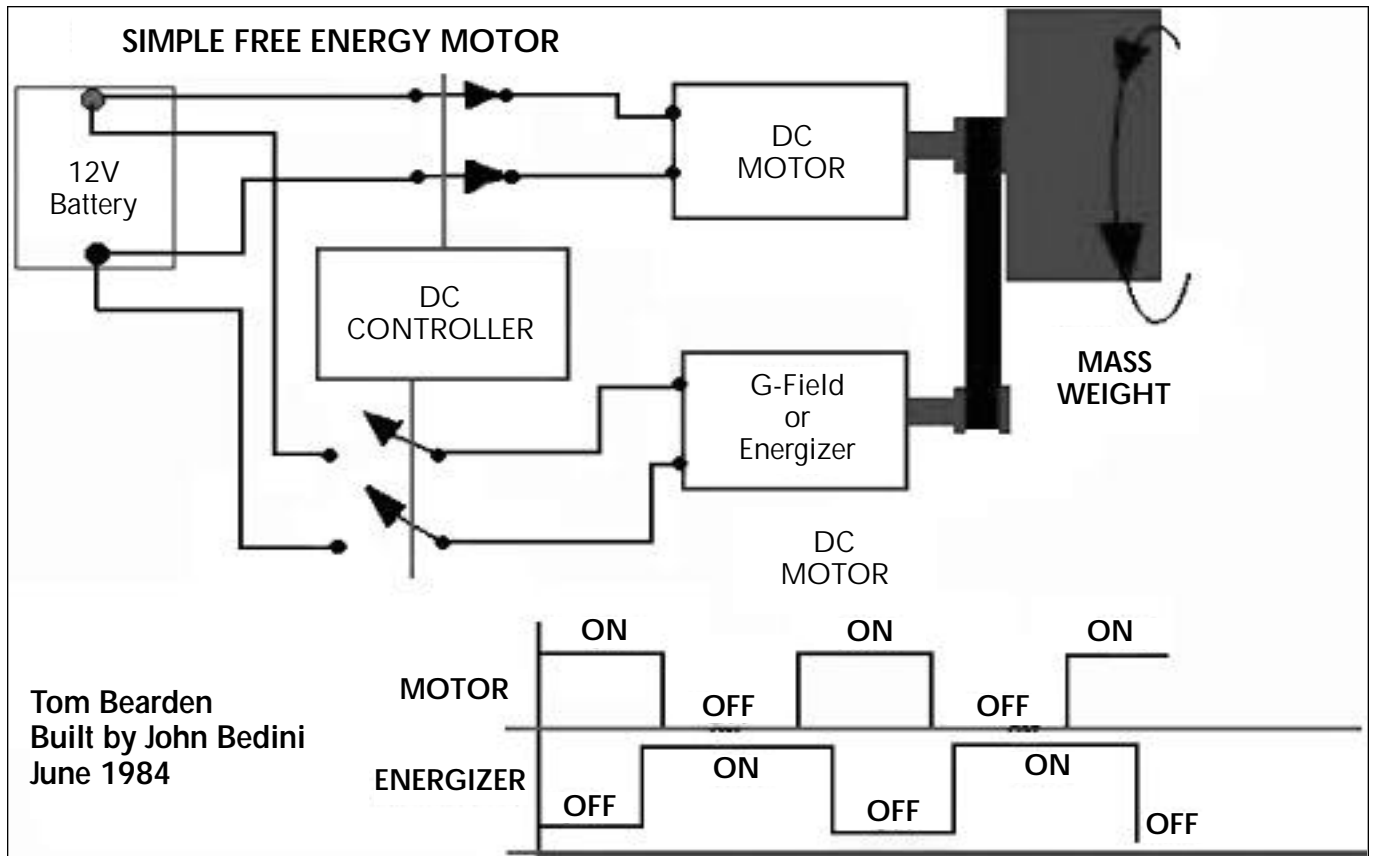 SIMPLE FREE ENERGY MOTOR
12V
Battery
DC
MOTOR
DC
CONTROLLER
G-Field
or
Energizer
MASS
WEIGHT
DC
MOTOR
ON
ON
ON
MOTOR
OFF
OFF
ENERGIZER
ON
ON
OFF
OFF
OFF
Tom Bearden
Built by John Bedini
June 1984